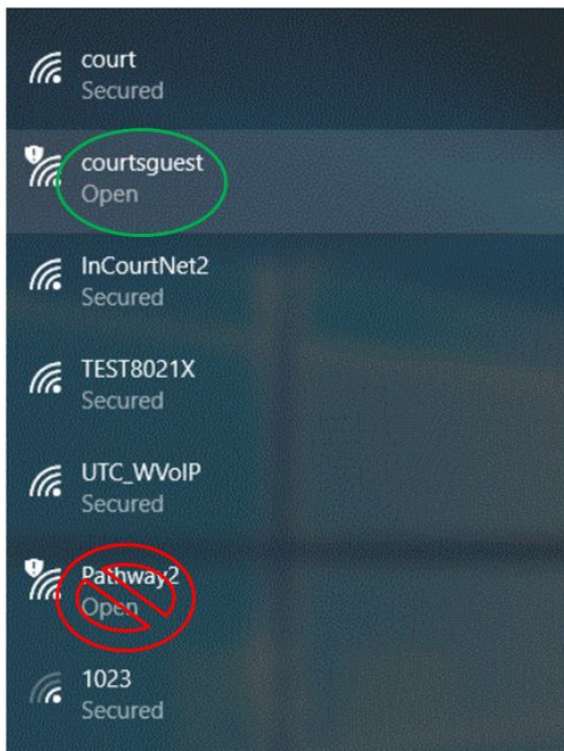 court
Secured
courtsguest
Open
InCourtNet2
Secured
TEST8021X
Secured
UTC_WVoIP
Secured
Pathway2
Open
1023
Secured